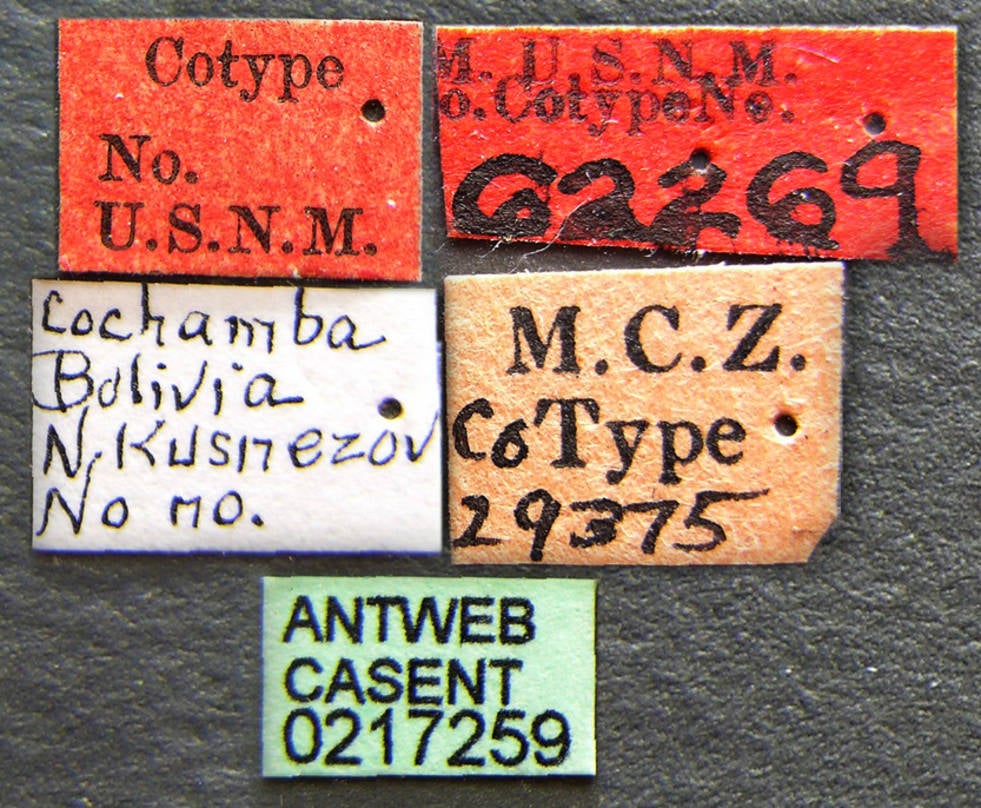 Cotype
No.
U.S.N.M.
M. U.S.N.M.
o. CotypeNo.
62269
Cochamba
Bolivia
N. Kusnezov
No no.
M.C.Z.
CoType
29375
ANTWEB
CASENT
0217259